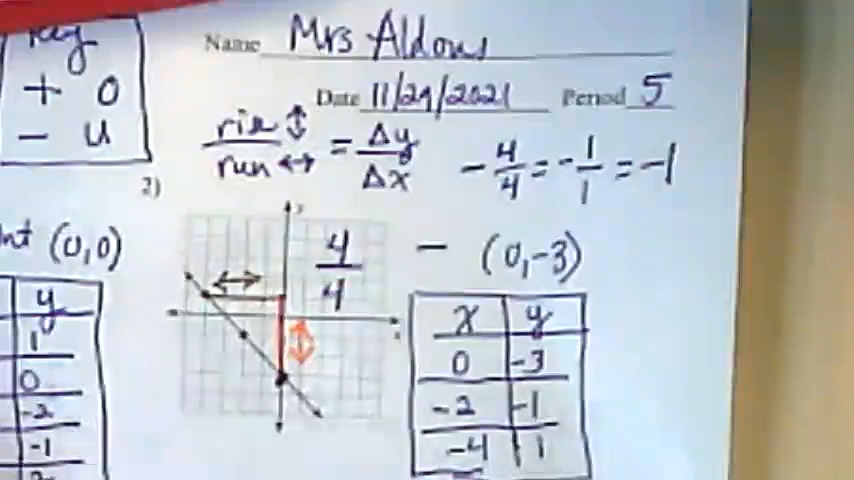 key
+ 0
- u
Name Mrs Aldous
Date 11/29/2021 Period 5
rise ↕ / run ↔ = Δy / Δx
- 4/4 = - 1/1 = -1
2)
(0,0)
y
4/4
- (0,-3)
x y
0 -3
-2 -1
-4 1
y
1
0
-2
-1